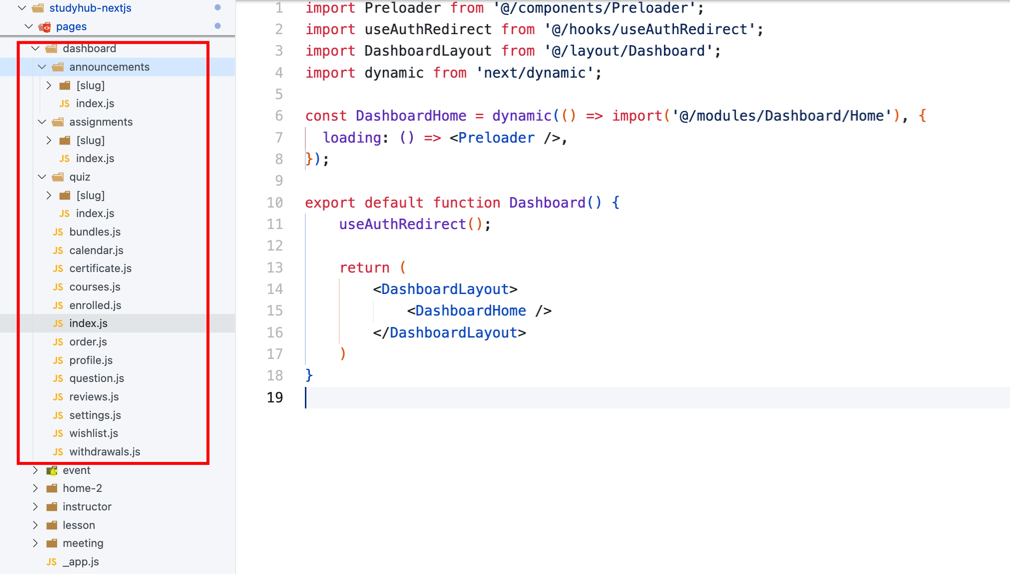 studyhub-nextjs
pages
dashboard
announcements
[slug]
JS index.js
assignments
[slug]
JS index.js
quiz
[slug]
JS index.js
JS bundles.js
JS calendar.js
JS certificate.js
JS courses.js
JS enrolled.js
JS index.js
JS order.js
JS profile.js
JS question.js
JS reviews.js
JS settings.js
JS wishlist.js
JS withdrawals.js
event
home-2
instructor
lesson
meeting
JS _app.js
1 import Preloader from '@/components/Preloader';
2 import useAuthRedirect from '@/hooks/useAuthRedirect';
3 import DashboardLayout from '@/layout/Dashboard';
4 import dynamic from 'next/dynamic';
5
6 const DashboardHome = dynamic(() => import('@/modules/Dashboard/Home'), {
7   loading: () => <Preloader />,
8 });
9
10 export default function Dashboard() {
11     useAuthRedirect();
12
13     return (
14         <DashboardLayout>
15             <DashboardHome />
16         </DashboardLayout>
17     )
18 }
19